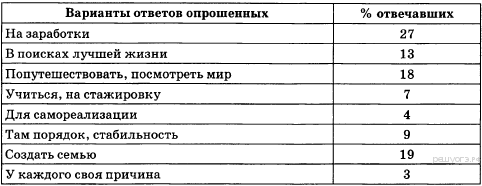 Варианты ответов опрошенных % отвечавших
На заработки 27
В поисках лучшей жизни 13
Попутешествовать, посмотреть мир 18
Учиться, на стажировку 7
Для самореализации 4
Там порядок, стабильность 9
Создать семью 19
У каждого своя причина 3